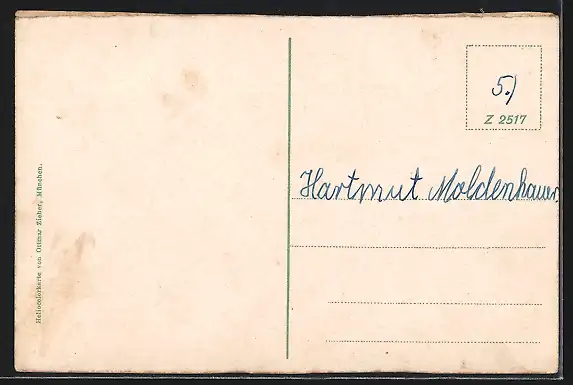 5.)
Z 2517
Hartmut Moldenhauer
Heliocolorkarte von Ottmar Zieher, München.